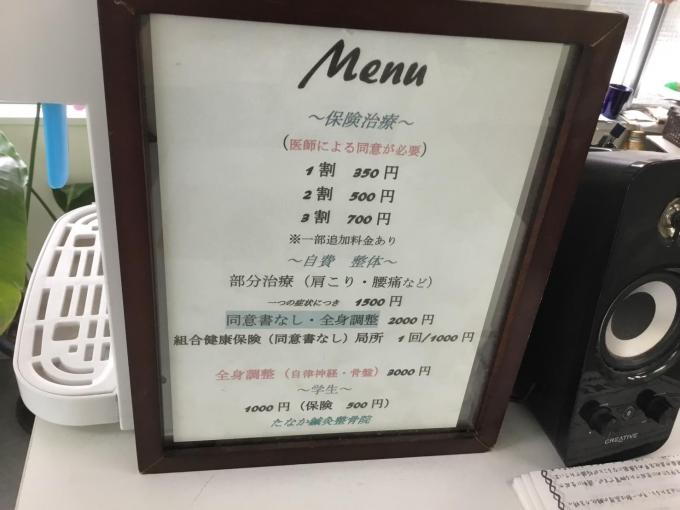 Menu
～保険治療～
(医師による同意が必要)
1割 350円
2割 500円
3割 700円
※一部追加料金あり
～自費 整体～
部分治療（肩こり・腰痛など）
一つの症状につき 1500円
同意書なし・全身調整 2000円
組合健康保険（同意書なし）局所 1回/1000円
全身調整（自律神経・骨盤）3000円
～学生～
1000円（保険 500円）
たなか鍼灸整骨院
CREATIVE